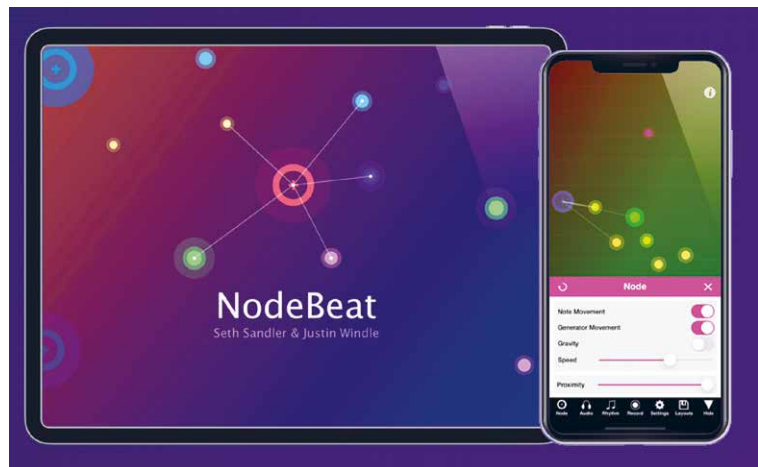 NodeBeat
Seth Sandler & Justin Windle
i
Node
Note Movement
Generator Movement
Gravity
Speed
Proximity
Node Audio Rhythm Record Settings Layouts Hide